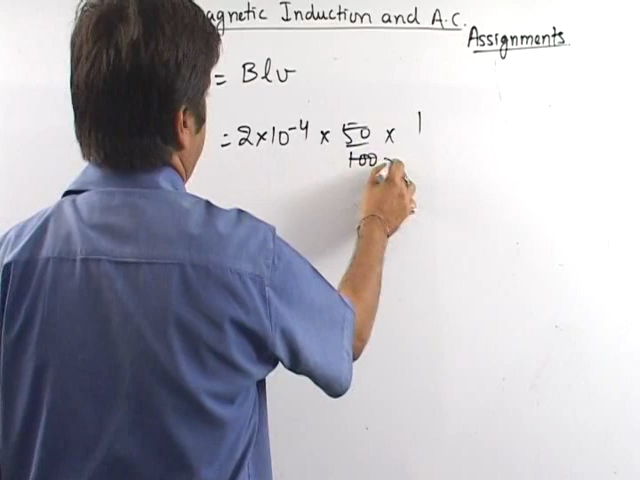 agnetic Induction and A.C.
Assignments
= Blv
= 2×10⁻⁴ × 50/100 × 1